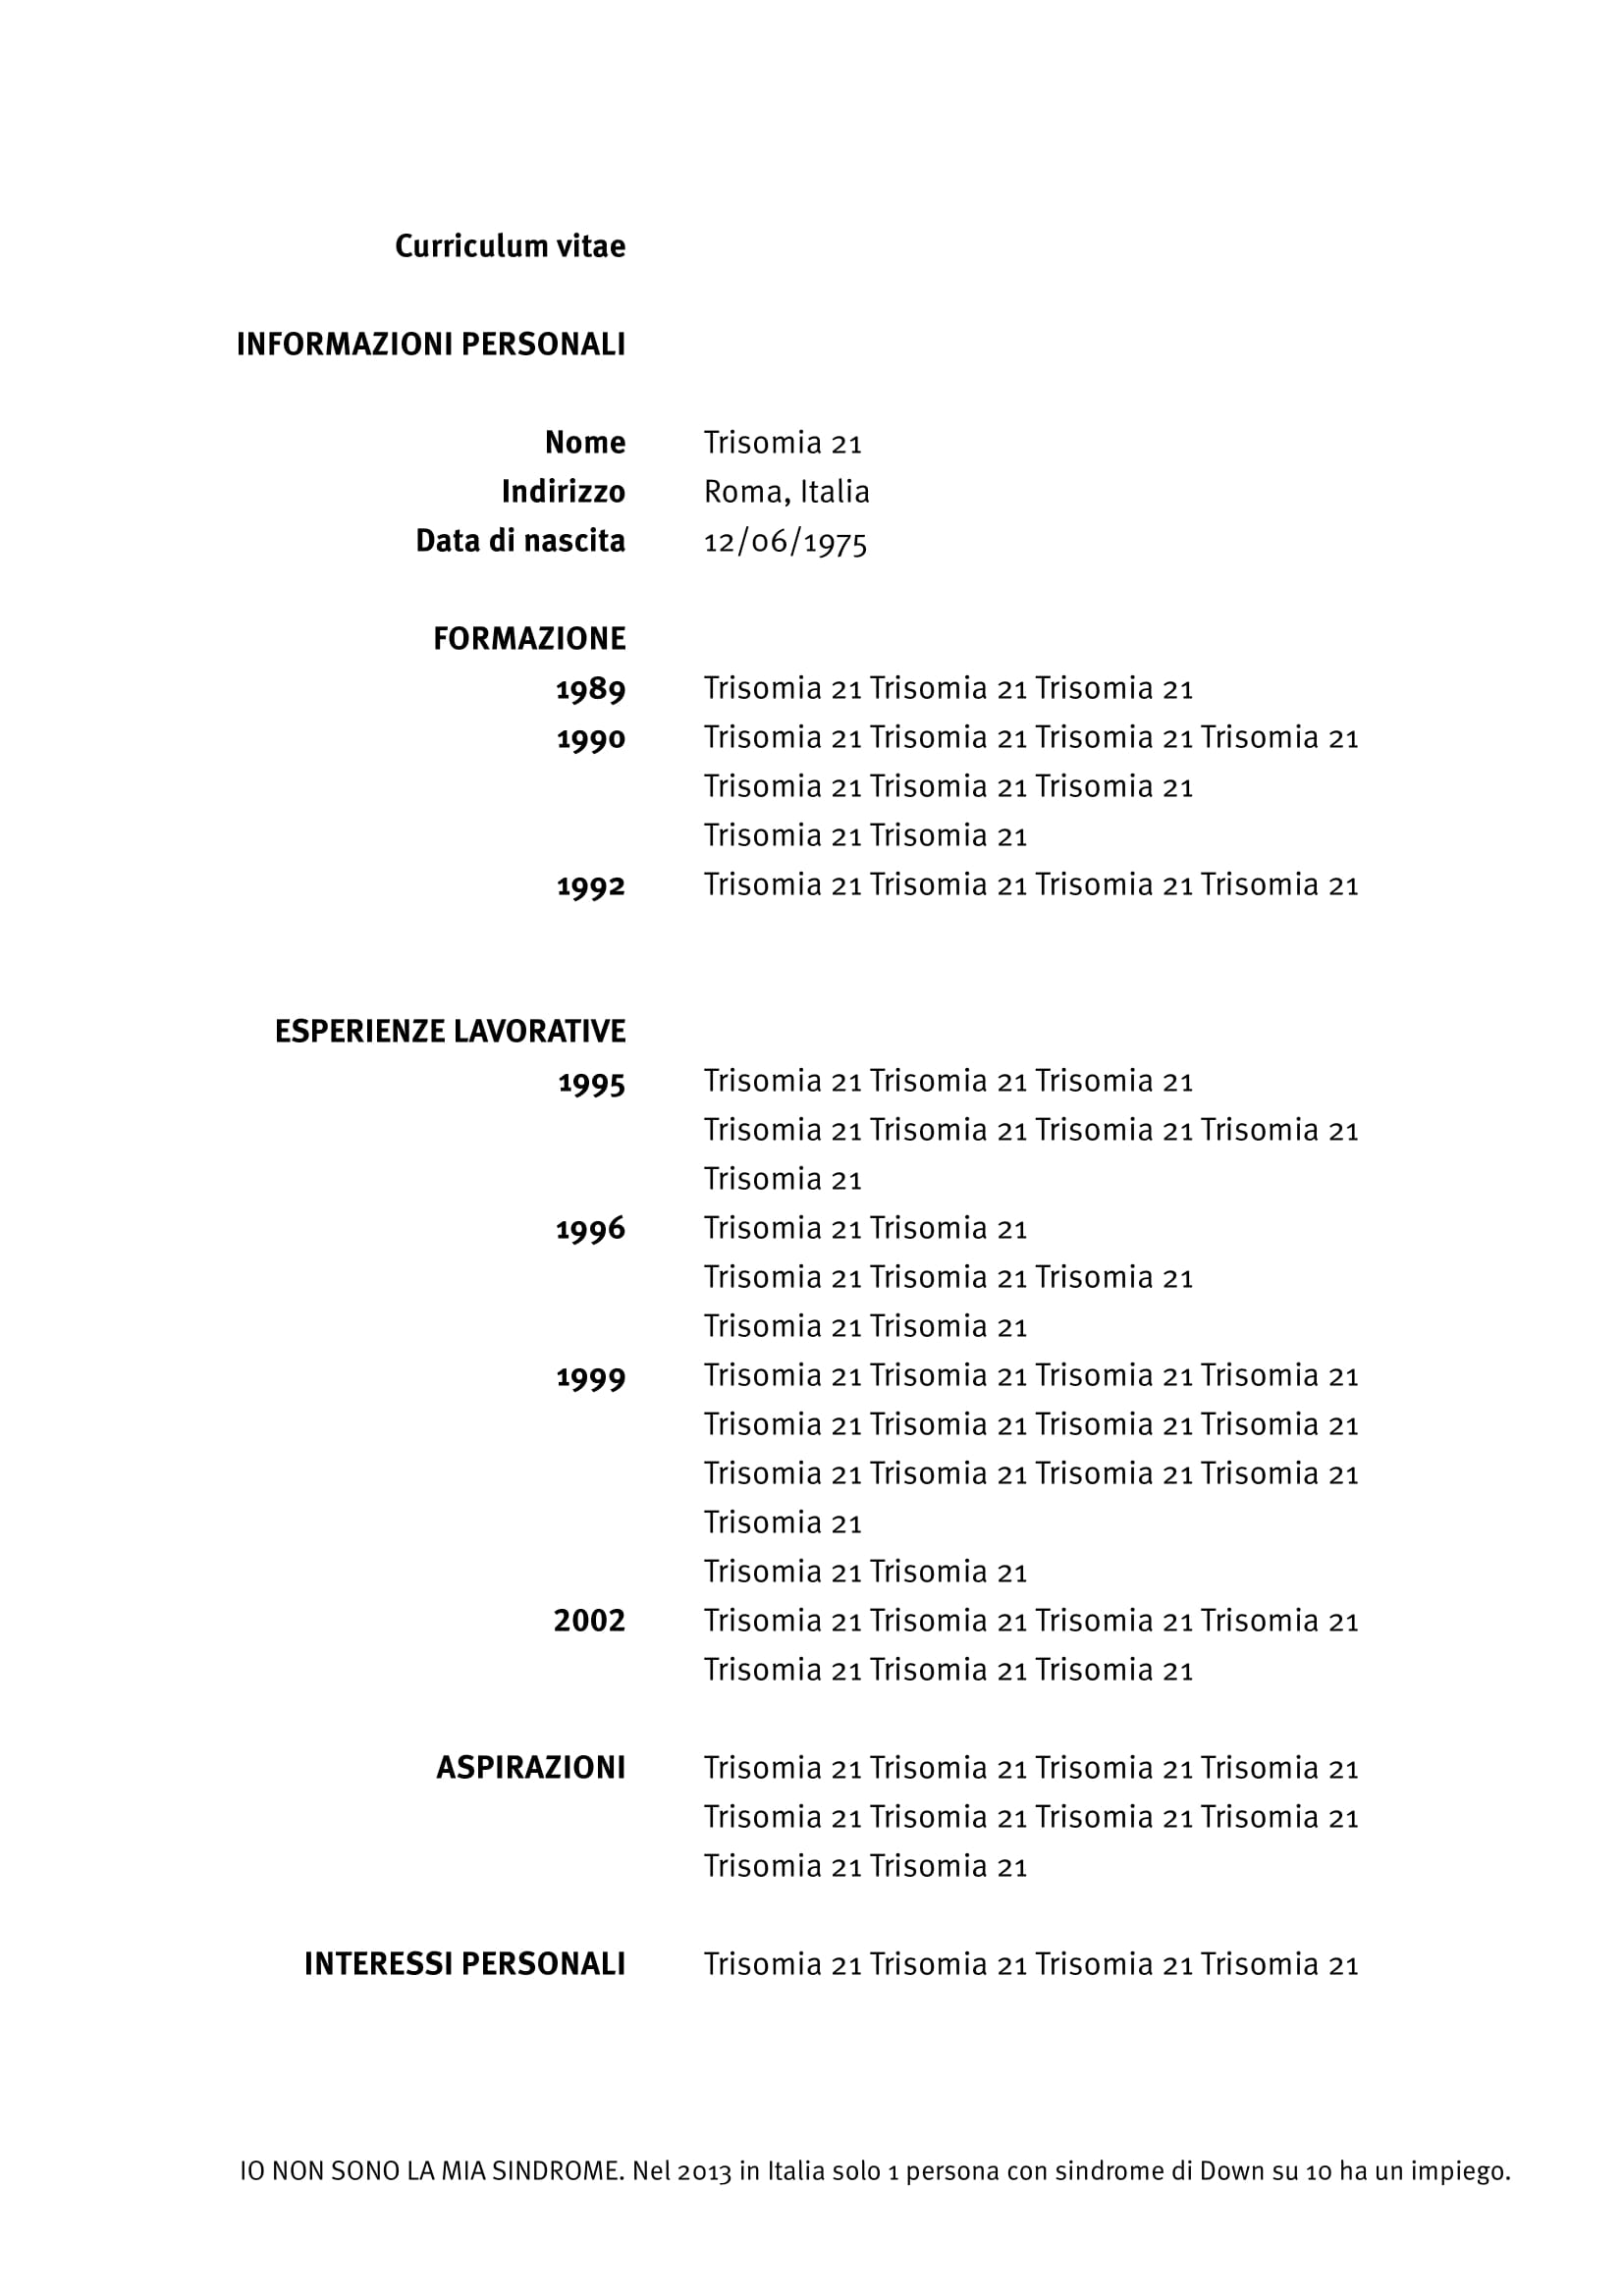 Curriculum vitae
INFORMAZIONI PERSONALI
Nome Trisomia 21
Indirizzo Roma, Italia
Data di nascita 12/06/1975
FORMAZIONE
1989 Trisomia 21 Trisomia 21 Trisomia 21
1990 Trisomia 21 Trisomia 21 Trisomia 21 Trisomia 21
Trisomia 21 Trisomia 21 Trisomia 21
Trisomia 21 Trisomia 21
1992 Trisomia 21 Trisomia 21 Trisomia 21 Trisomia 21
ESPERIENZE LAVORATIVE
1995 Trisomia 21 Trisomia 21 Trisomia 21
Trisomia 21 Trisomia 21 Trisomia 21 Trisomia 21
Trisomia 21
1996 Trisomia 21 Trisomia 21
Trisomia 21 Trisomia 21 Trisomia 21
Trisomia 21 Trisomia 21
1999 Trisomia 21 Trisomia 21 Trisomia 21 Trisomia 21
Trisomia 21 Trisomia 21 Trisomia 21 Trisomia 21
Trisomia 21 Trisomia 21 Trisomia 21 Trisomia 21
Trisomia 21
Trisomia 21 Trisomia 21
2002 Trisomia 21 Trisomia 21 Trisomia 21 Trisomia 21
Trisomia 21 Trisomia 21 Trisomia 21
ASPIRAZIONI Trisomia 21 Trisomia 21 Trisomia 21 Trisomia 21
Trisomia 21 Trisomia 21 Trisomia 21 Trisomia 21
Trisomia 21 Trisomia 21
INTERESSI PERSONALI Trisomia 21 Trisomia 21 Trisomia 21 Trisomia 21
IO NON SONO LA MIA SINDROME. Nel 2013 in Italia solo 1 persona con sindrome di Down su 10 ha un impiego.